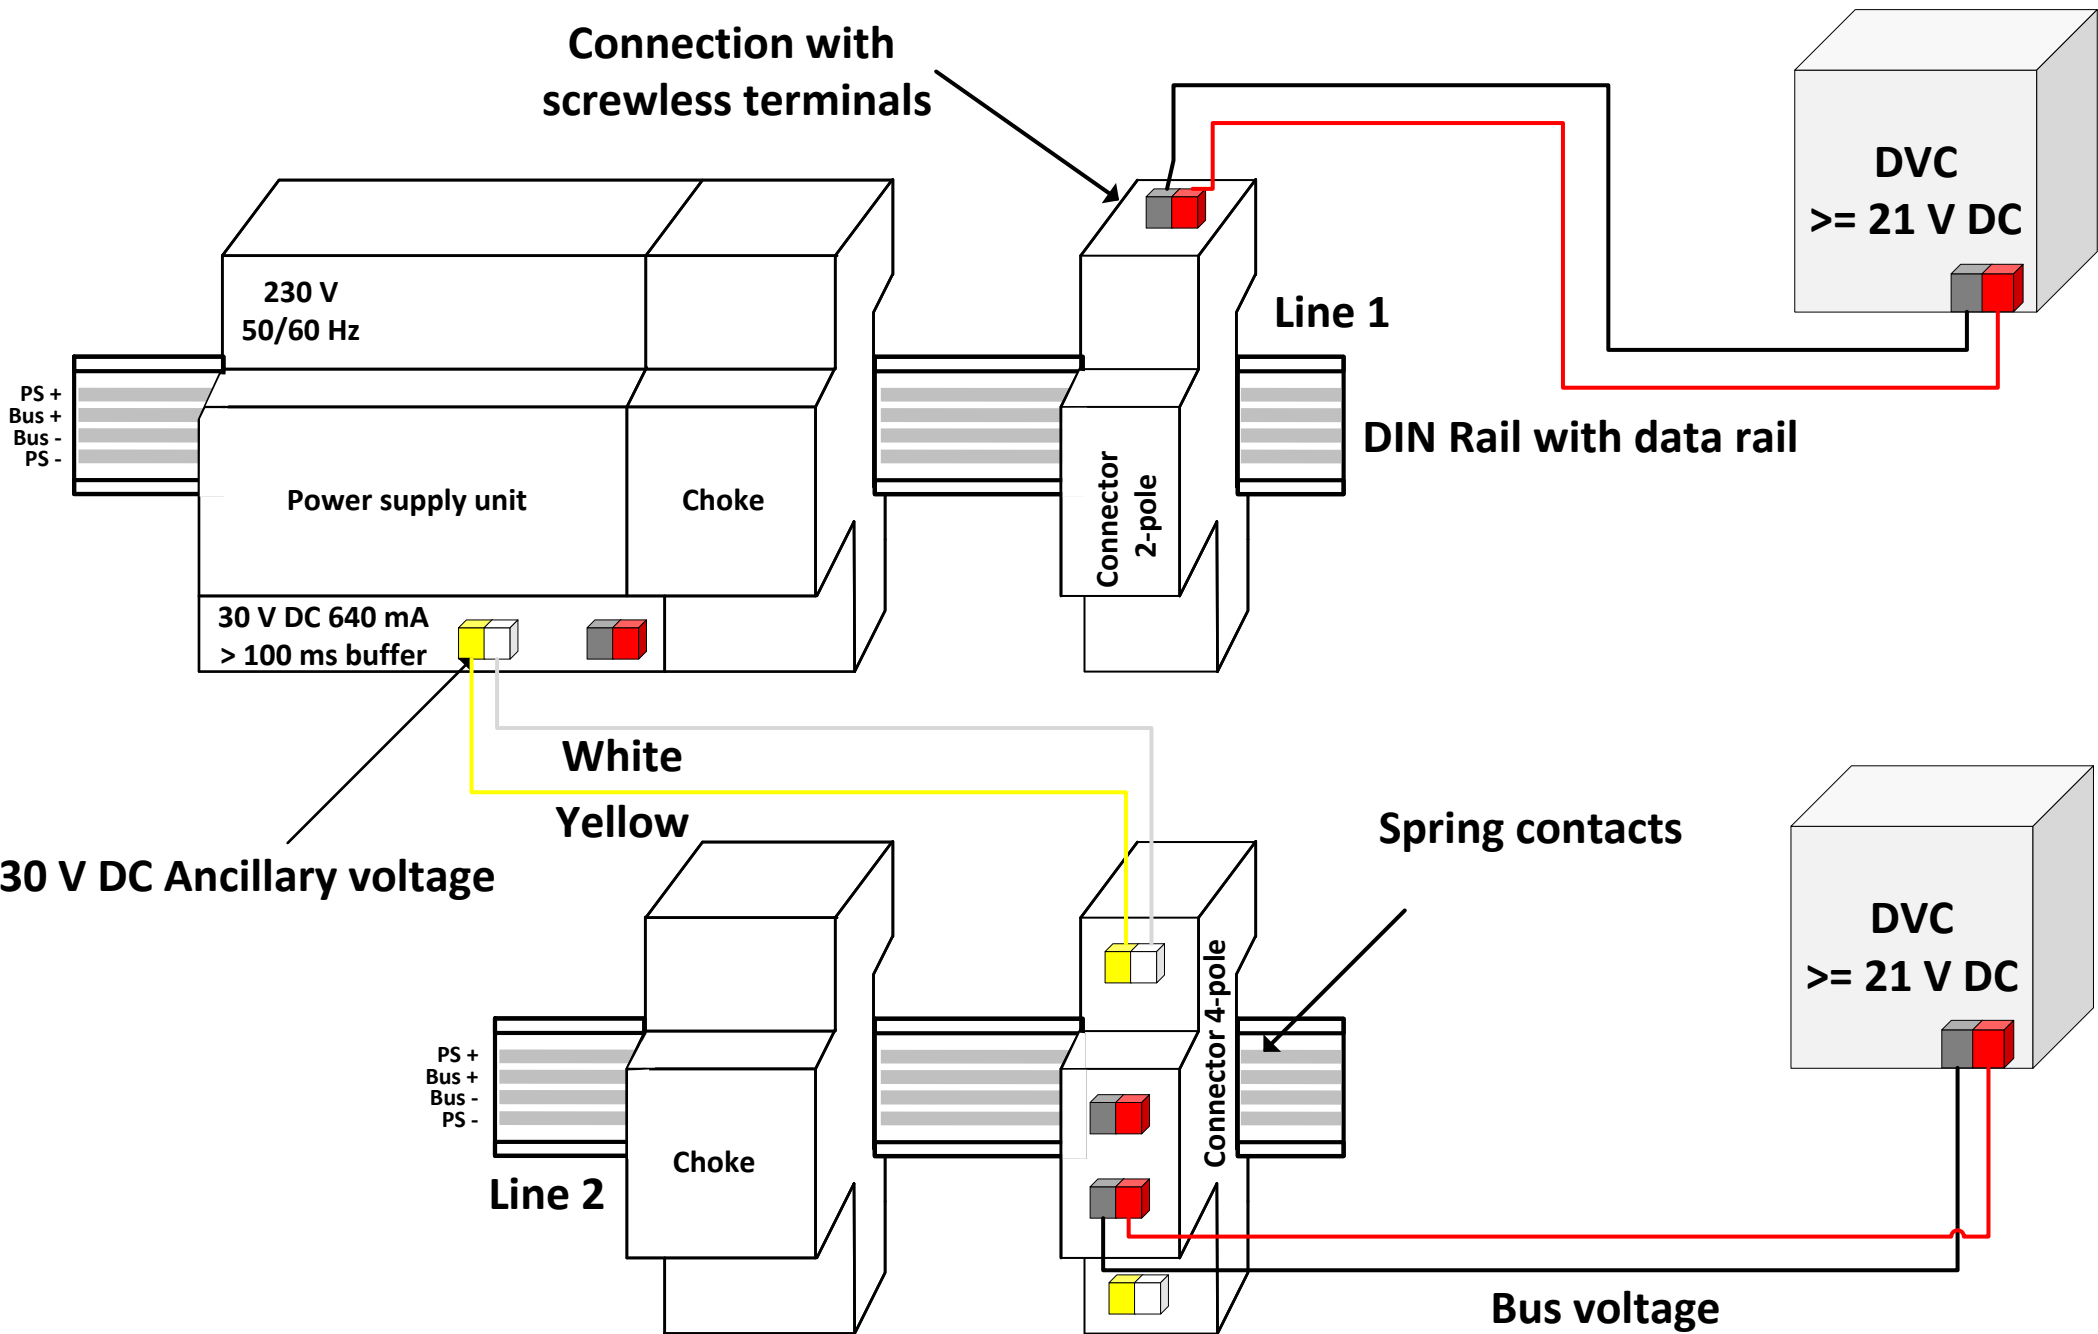 Connection with
screwless terminals
DVC
>= 21 V DC
230 V
50/60 Hz
Line 1
PS +
Bus +
Bus -
PS -
DIN Rail with data rail
Power supply unit
Choke
Connector
2-pole
30 V DC 640 mA
> 100 ms buffer
White
Yellow
30 V DC Ancillary voltage
Spring contacts
DVC
>= 21 V DC
Connector 4-pole
PS +
Bus +
Bus -
PS -
Choke
Line 2
Bus voltage